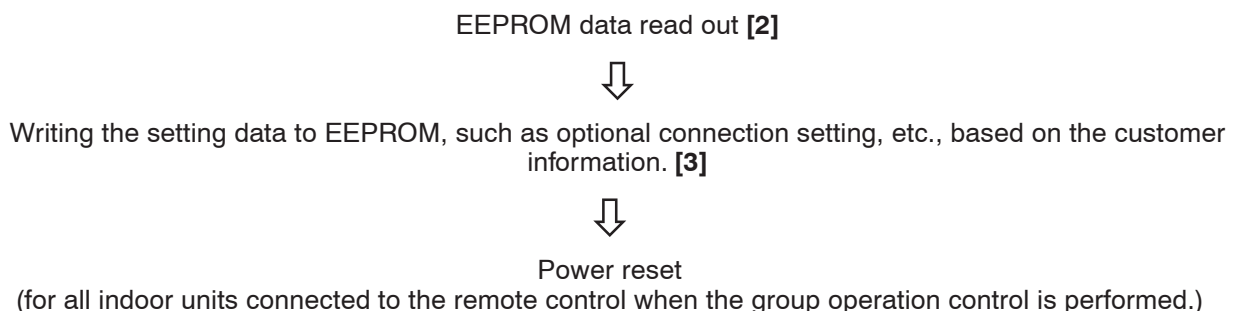 EEPROM data read out [2]
Writing the setting data to EEPROM, such as optional connection setting, etc., based on the customer
information. [3]
Power reset
(for all indoor units connected to the remote control when the group operation control is performed.)